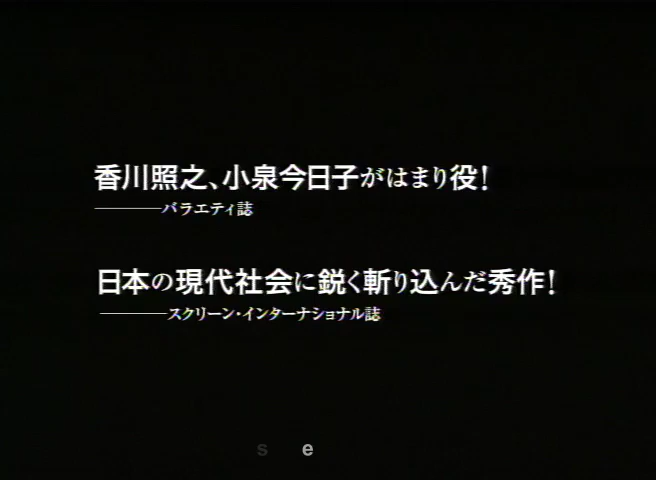 香川照之、小泉今日子がはまり役!
————バラエティ誌
日本の現代社会に鋭く斬り込んだ秀作!
————スクリーン・インターナショナル誌
s e